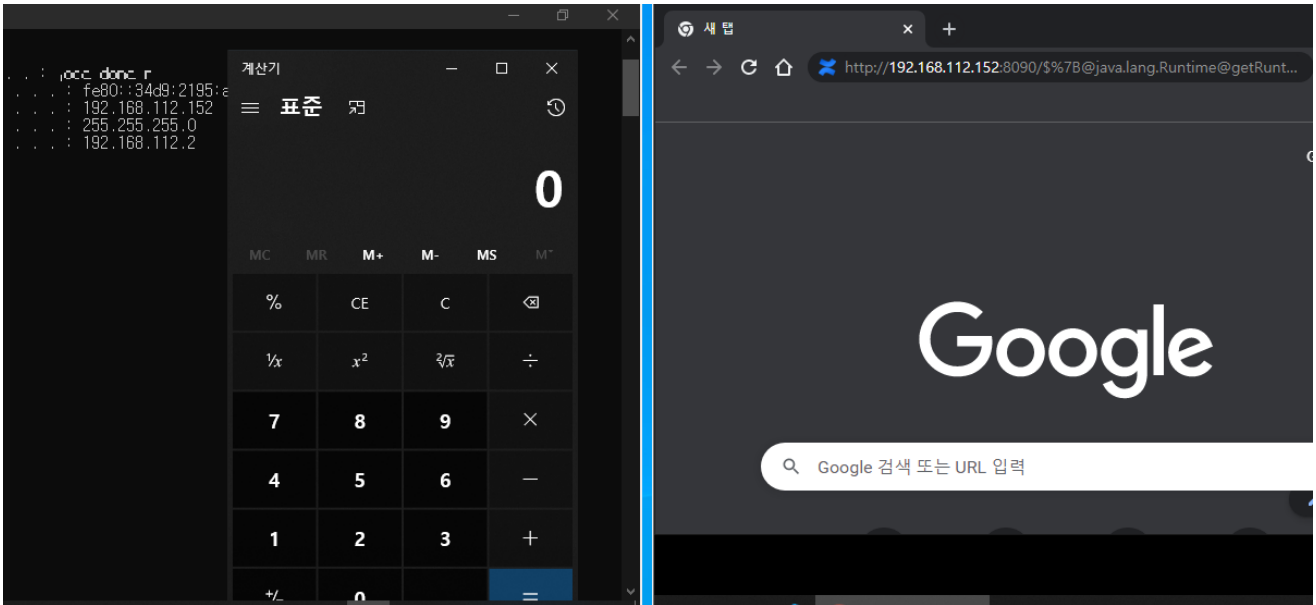 . . . : fe80::34d9:2195:a
. . . : 192.168.112.152
. . . : 255.255.255.0
. . . : 192.168.112.2
계산기
표준
0
MC MR M+ M- MS M˅
% CE C
¹/x x² ²√x ÷
7 8 9 ×
4 5 6 −
1 2 3 +
+/− 0 =
새 탭
http://192.168.112.152:8090/$%7B@java.lang.Runtime@getRunt...
G
Google
Google 검색 또는 URL 입력